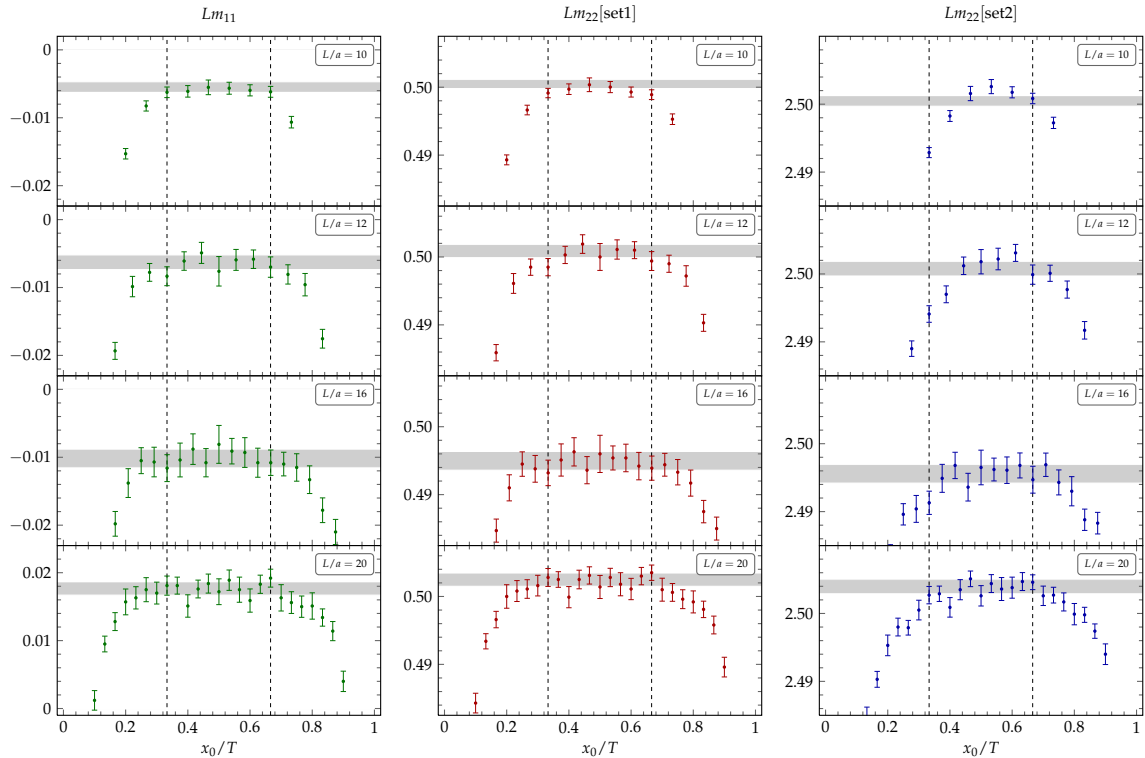 Lm₁₁
Lm₂₂[set1]
Lm₂₂[set2]
L/a = 10
0
−0.01
−0.02
L/a = 10
0.50
0.49
L/a = 10
2.50
2.49
L/a = 12
0
−0.01
−0.02
L/a = 12
0.50
0.49
L/a = 12
2.50
2.49
L/a = 16
0
−0.01
−0.02
L/a = 16
0.50
0.49
L/a = 16
2.50
2.49
L/a = 20
0.02
0.01
0
L/a = 20
0.50
0.49
L/a = 20
2.50
2.49
0 0.2 0.4 0.6 0.8 1
0 0.2 0.4 0.6 0.8 1
0 0.2 0.4 0.6 0.8 1
x₀/T
x₀/T
x₀/T